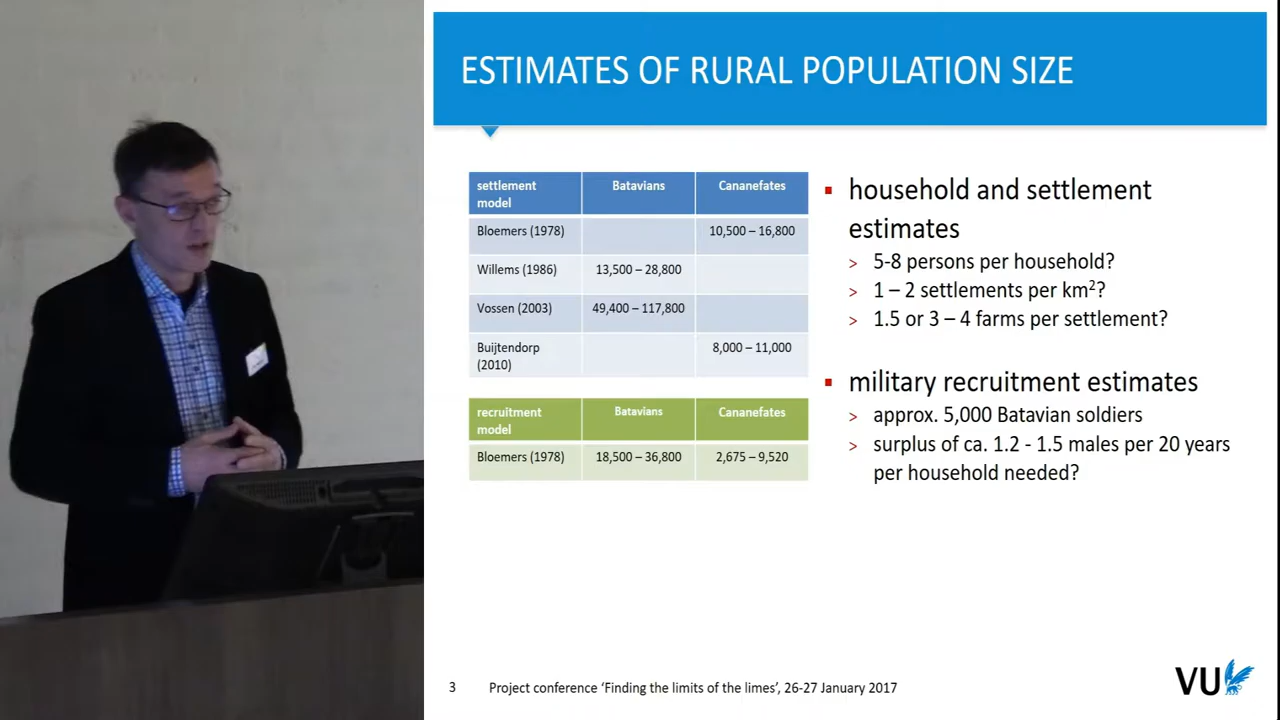 ESTIMATES OF RURAL POPULATION SIZE
settlement model Batavians Cananefates
Bloemers (1978) 10,500 – 16,800
Willems (1986) 13,500 – 28,800
Vossen (2003) 49,400 – 117,800
Buijtendorp (2010) 8,000 – 11,000
recruitment model Batavians Cananefates
Bloemers (1978) 18,500 – 36,800 2,675 – 9,520
▪ household and settlement
estimates
> 5-8 persons per household?
> 1 – 2 settlements per km²?
> 1.5 or 3 – 4 farms per settlement?
▪ military recruitment estimates
> approx. 5,000 Batavian soldiers
> surplus of ca. 1.2 - 1.5 males per 20 years
per household needed?
3 Project conference ‘Finding the limits of the limes’, 26-27 January 2017
VU